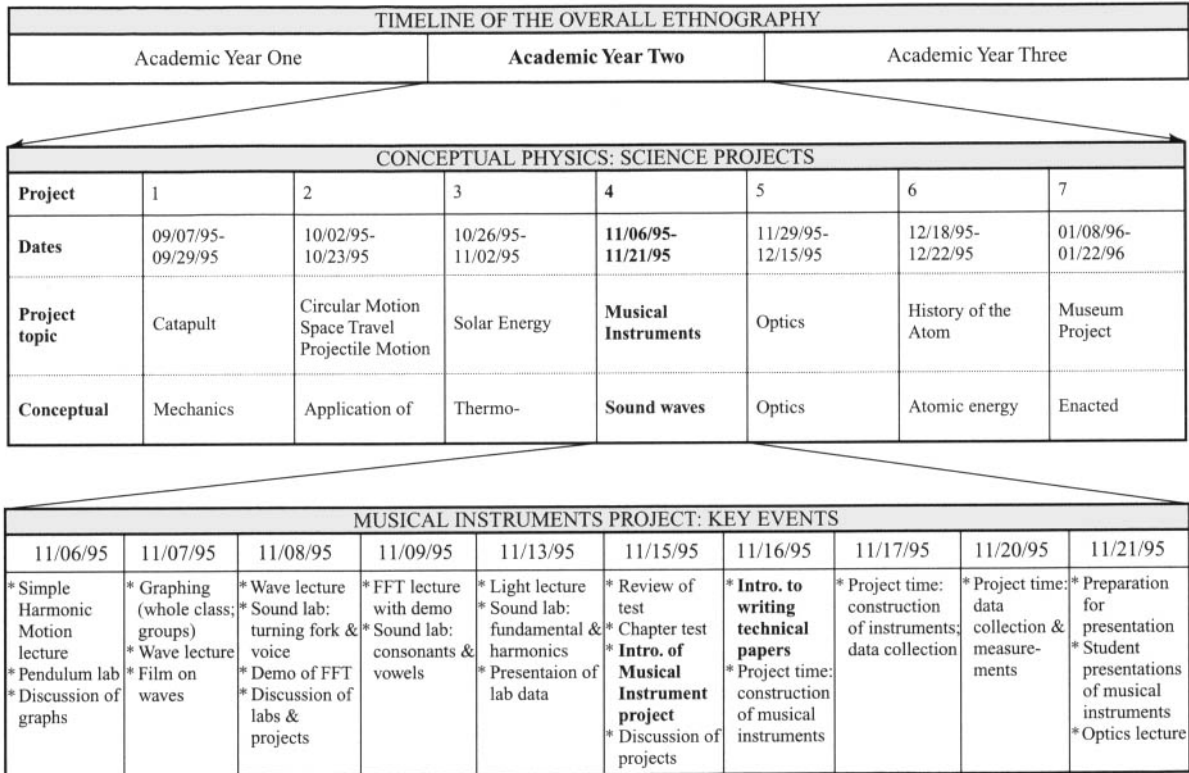 TIMELINE OF THE OVERALL ETHNOGRAPHY
Academic Year One
Academic Year Two
Academic Year Three
CONCEPTUAL PHYSICS: SCIENCE PROJECTS
Project
1
2
3
4
5
6
7
Dates
09/07/95-
09/29/95
10/02/95-
10/23/95
10/26/95-
11/02/95
11/06/95-
11/21/95
11/29/95-
12/15/95
12/18/95-
12/22/95
01/08/96-
01/22/96
Project
topic
Catapult
Circular Motion
Space Travel
Projectile Motion
Solar Energy
Musical
Instruments
Optics
History of the
Atom
Museum
Project
Conceptual
Mechanics
Application of
Thermo-
Sound waves
Optics
Atomic energy
Enacted
MUSICAL INSTRUMENTS PROJECT: KEY EVENTS
11/06/95
* Simple
Harmonic
Motion
lecture
* Pendulum lab
* Discussion of
graphs
11/07/95
* Graphing
(whole class;
groups)
* Wave lecture
* Film on
waves
11/08/95
* Wave lecture
* Sound lab:
turning fork &
voice
* Demo of FFT
* Discussion of
labs &
projects
11/09/95
* FFT lecture
with demo
* Sound lab:
consonants &
vowels
11/13/95
* Light lecture
* Sound lab:
fundamental &
harmonics
* Presentaion of
lab data
11/15/95
* Review of
test
* Chapter test
* Intro. of
Musical
Instrument
project
* Discussion of
projects
11/16/95
* Intro. to
writing
technical
papers
* Project time:
construction
of musical
instruments
11/17/95
* Project time:
construction
of instruments;
data collection
11/20/95
* Project time:
data
collection &
measure-
ments
11/21/95
* Preparation
for
presentation
* Student
presentations
of musical
instruments
* Optics lecture